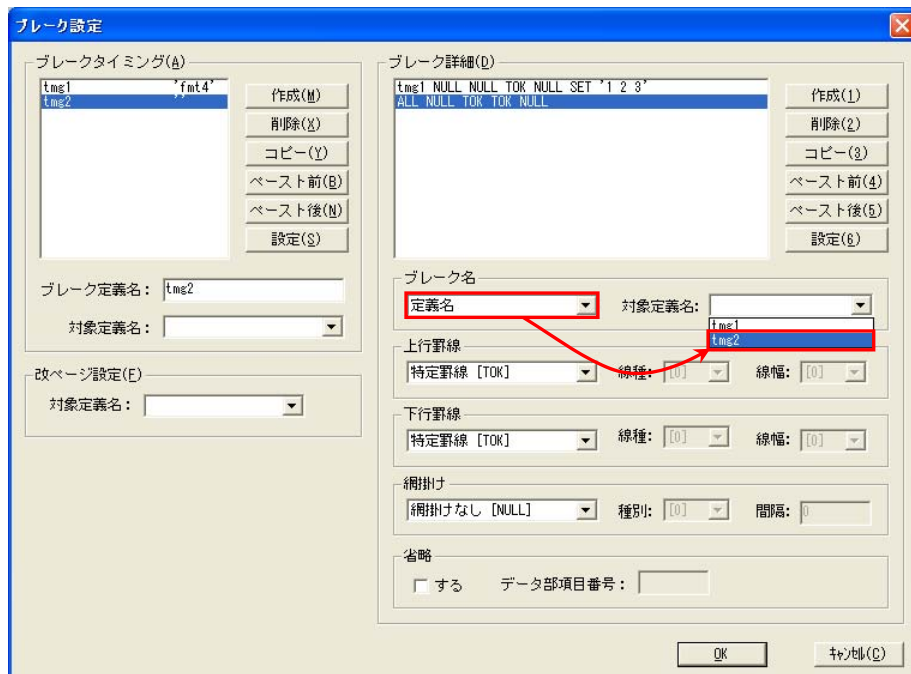 ブレーク設定
ブレークタイミング(A)
tmg1 'fmt4'
tmg2 ''
作成(M)
削除(X)
コピー(Y)
ペースト前(B)
ペースト後(N)
設定(S)
ブレーク定義名： tmg2
対象定義名：
改ページ設定(F)
対象定義名：
ブレーク詳細(D)
tmg1 NULL NULL TOK NULL SET '1 2 3'
ALL NULL TOK TOK NULL
作成(1)
削除(2)
コピー(3)
ペースト前(4)
ペースト後(5)
設定(6)
ブレーク名
定義名 対象定義名:
tmg1
tmg2
上行罫線
特定罫線 [TOK] 線種: [0] 線幅: [0]
下行罫線
特定罫線 [TOK] 線種: [0] 線幅: [0]
網掛け
網掛けなし [NULL] 種別: [0] 間隔: 0
省略
する データ部項目番号：
OK ｷｬﾝｾﾙ(C)